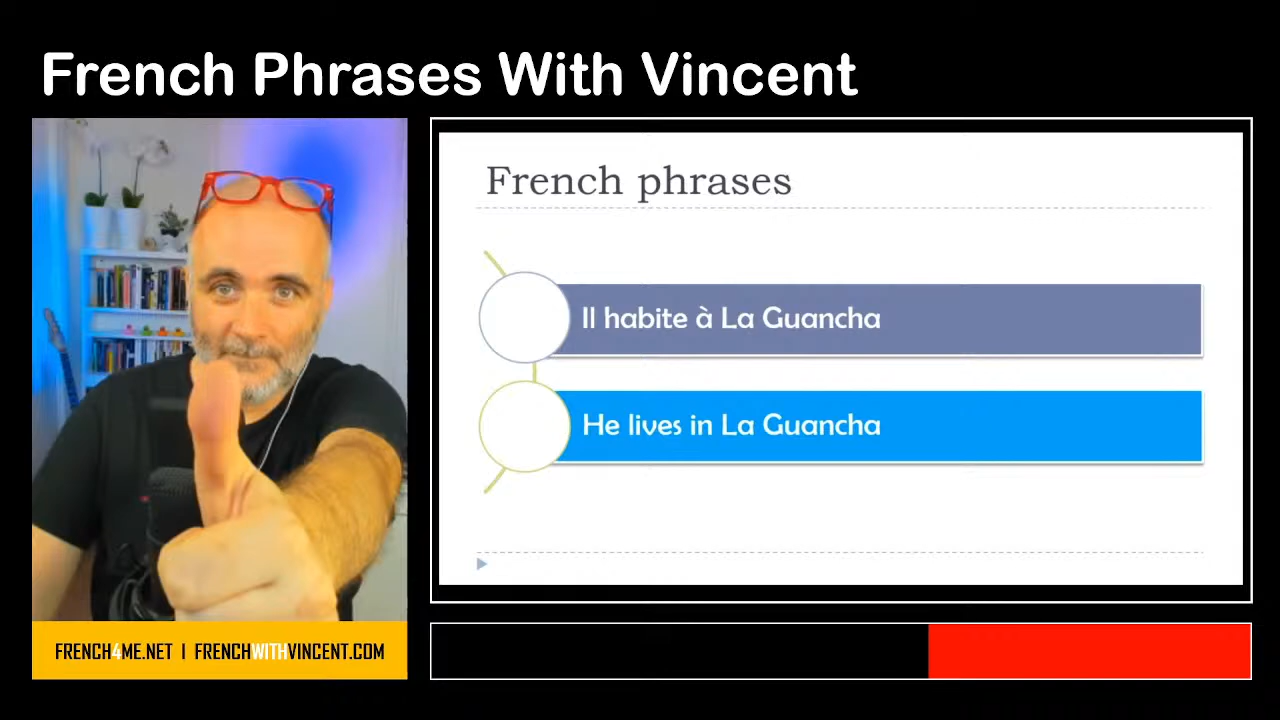 French Phrases With Vincent
French phrases
Il habite à La Guancha
He lives in La Guancha
FRENCH4ME.NET I FRENCHWITHVINCENT.COM